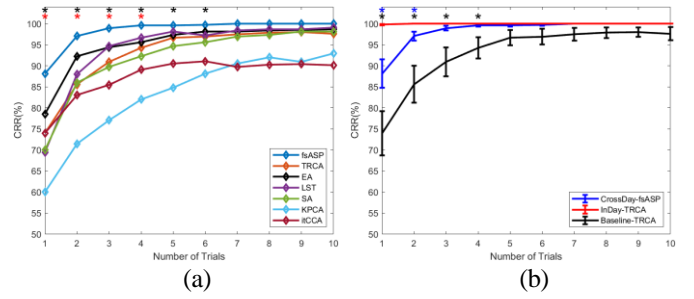 CRR(%)
100
95
90
85
80
75
70
65
60
55
50
1 2 3 4 5 6 7 8 9 10
Number of Trials
fsASP
TRCA
EA
LST
SA
KPCA
itCCA
(a)
CRR(%)
100
95
90
85
80
75
70
65
60
55
50
1 2 3 4 5 6 7 8 9 10
Number of Trials
CrossDay-fsASP
InDay-TRCA
Baseline-TRCA
(b)